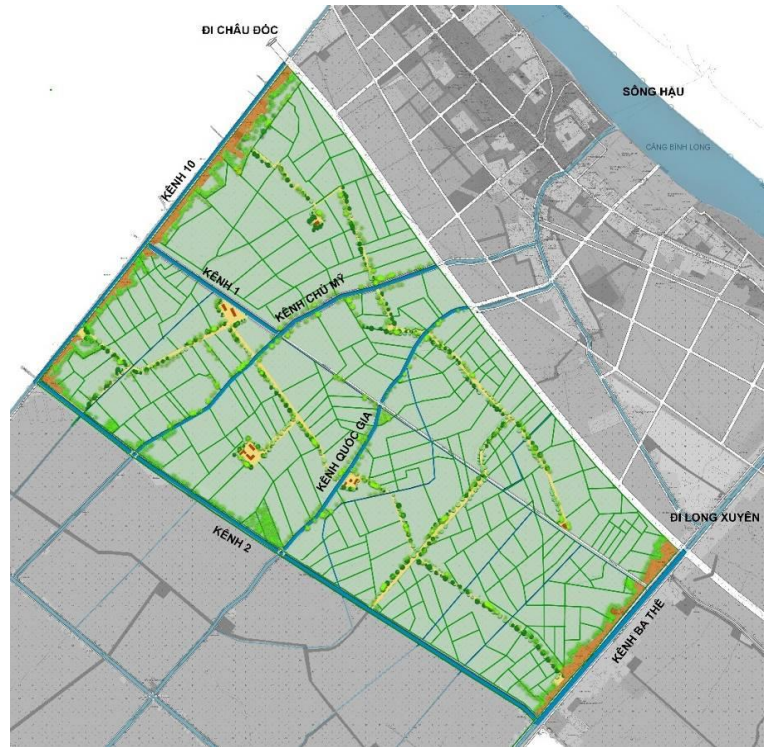 ĐI CHÂU ĐỐC
SÔNG HẬU
CẢNG BÌNH LONG
KÊNH 10
KÊNH 1
KÊNH CHỦ MỸ
KÊNH QUỐC GIA
ĐI LONG XUYÊN
KÊNH 2
KÊNH BA THÊ